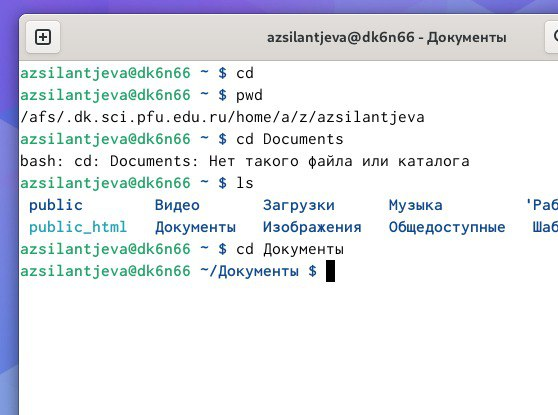 azsilantjeva@dk6n66 - Документы
azsilantjeva@dk6n66 ~ $ cd
azsilantjeva@dk6n66 ~ $ pwd
/afs/.dk.sci.pfu.edu.ru/home/a/z/azsilantjeva
azsilantjeva@dk6n66 ~ $ cd Documents
bash: cd: Documents: Нет такого файла или каталога
azsilantjeva@dk6n66 ~ $ ls
public Видео Загрузки Музыка
public_html Документы Изображения Общедоступные
azsilantjeva@dk6n66 ~ $ cd Документы
azsilantjeva@dk6n66 ~/Документы $